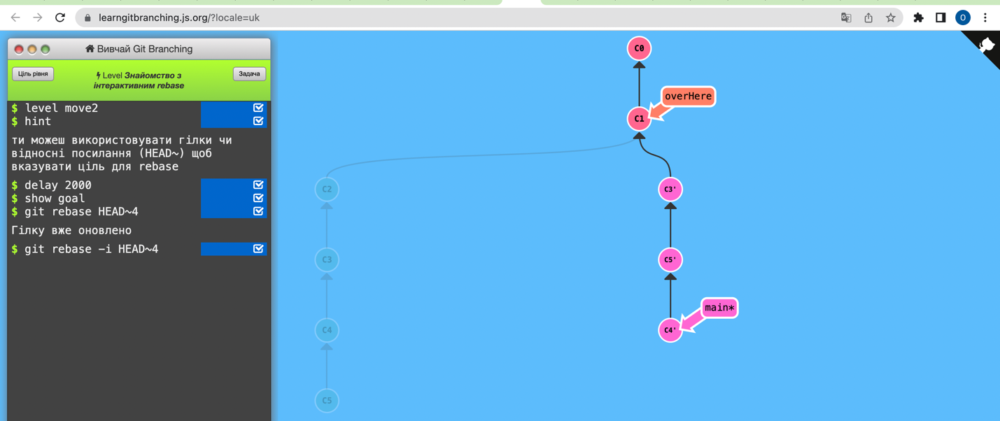 learngitbranching.js.org/?locale=uk
O
Вивчай Git Branching
Ціль рівня
Level Знайомство з
інтерактивним rebase
Задача
$ level move2
$ hint
ти можеш використовувати гілки чи
відносні посилання (HEAD~) щоб
вказувати ціль для rebase
$ delay 2000
$ show goal
$ git rebase HEAD~4
Гілку вже оновлено
$ git rebase -i HEAD~4
C0
overHere
C1
C2
C3'
C3
C5'
main*
C4
C4'
C5